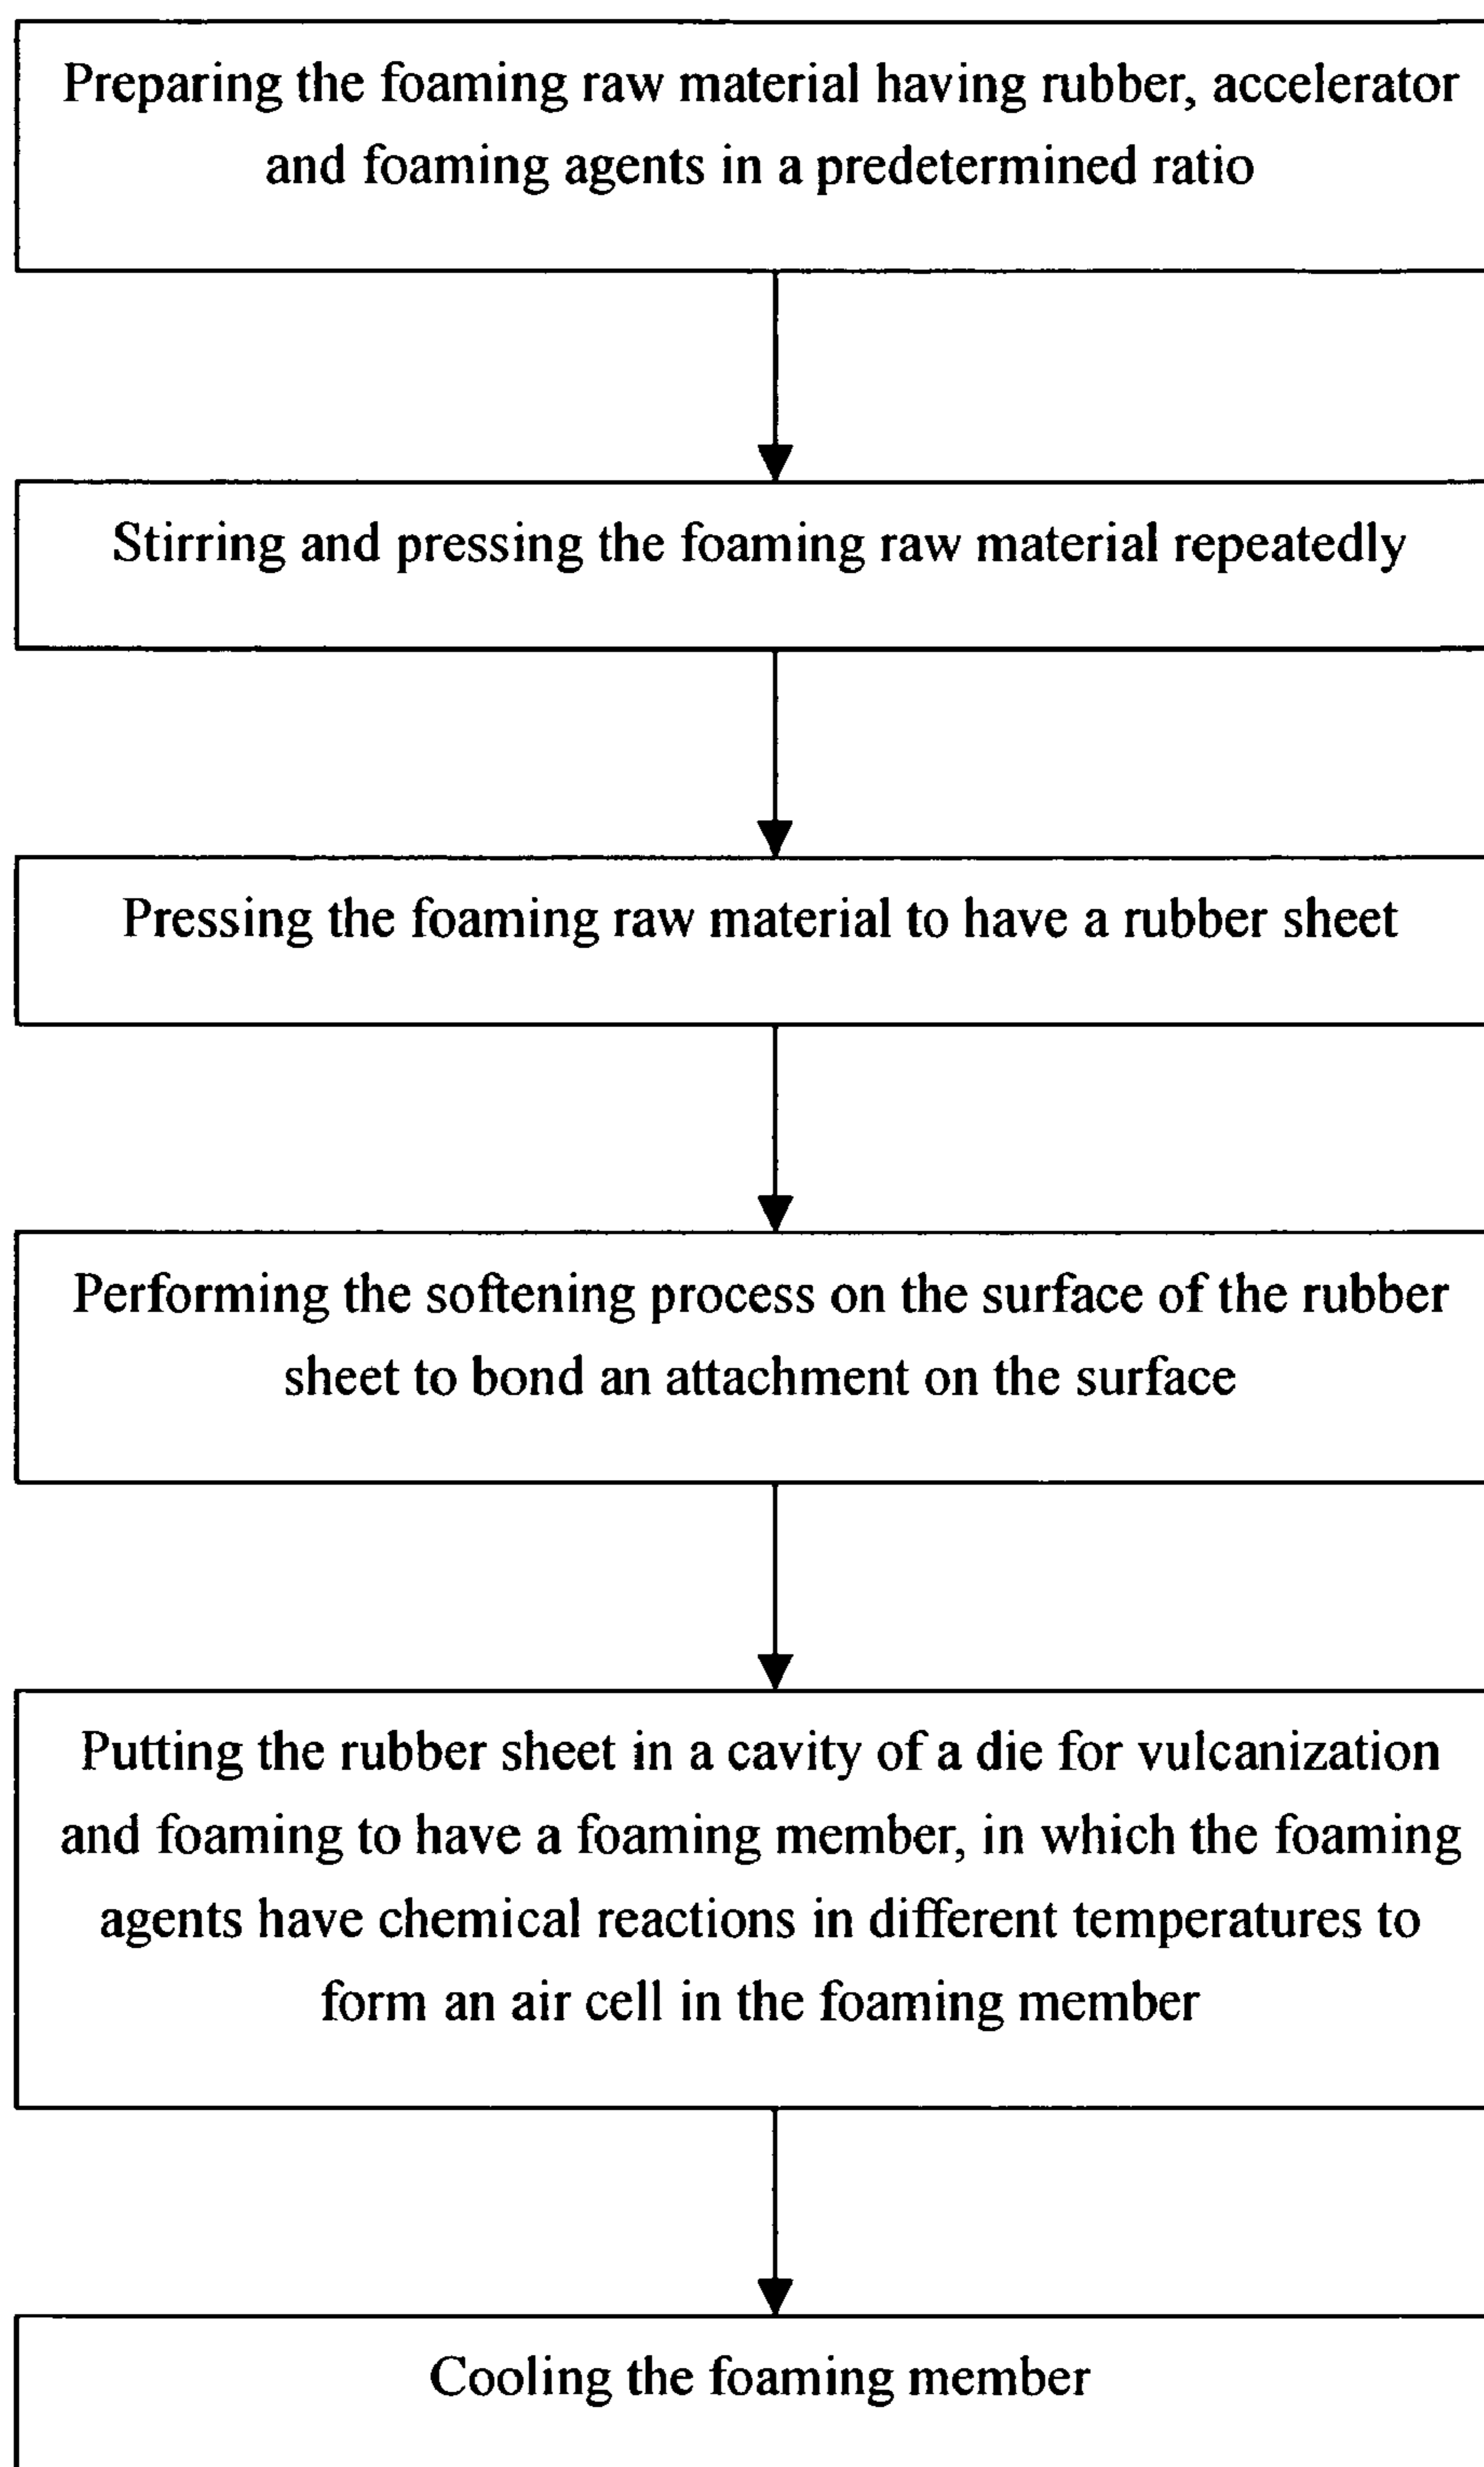 Preparing the foaming raw material having rubber, accelerator
and foaming agents in a predetermined ratio
Stirring and pressing the foaming raw material repeatedly
Pressing the foaming raw material to have a rubber sheet
Performing the softening process on the surface of the rubber
sheet to bond an attachment on the surface
Putting the rubber sheet in a cavity of a die for vulcanization
and foaming to have a foaming member, in which the foaming
agents have chemical reactions in different temperatures to
form an air cell in the foaming member
Cooling the foaming member